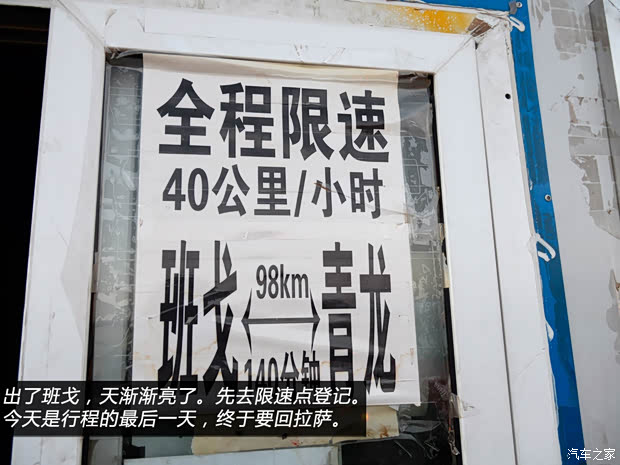 全程限速
40公里/小时
班戈 98km 青龙
140分钟
出了班戈，天渐渐亮了。先去限速点登记。
今天是行程的最后一天，终于要回拉萨。
汽车之家